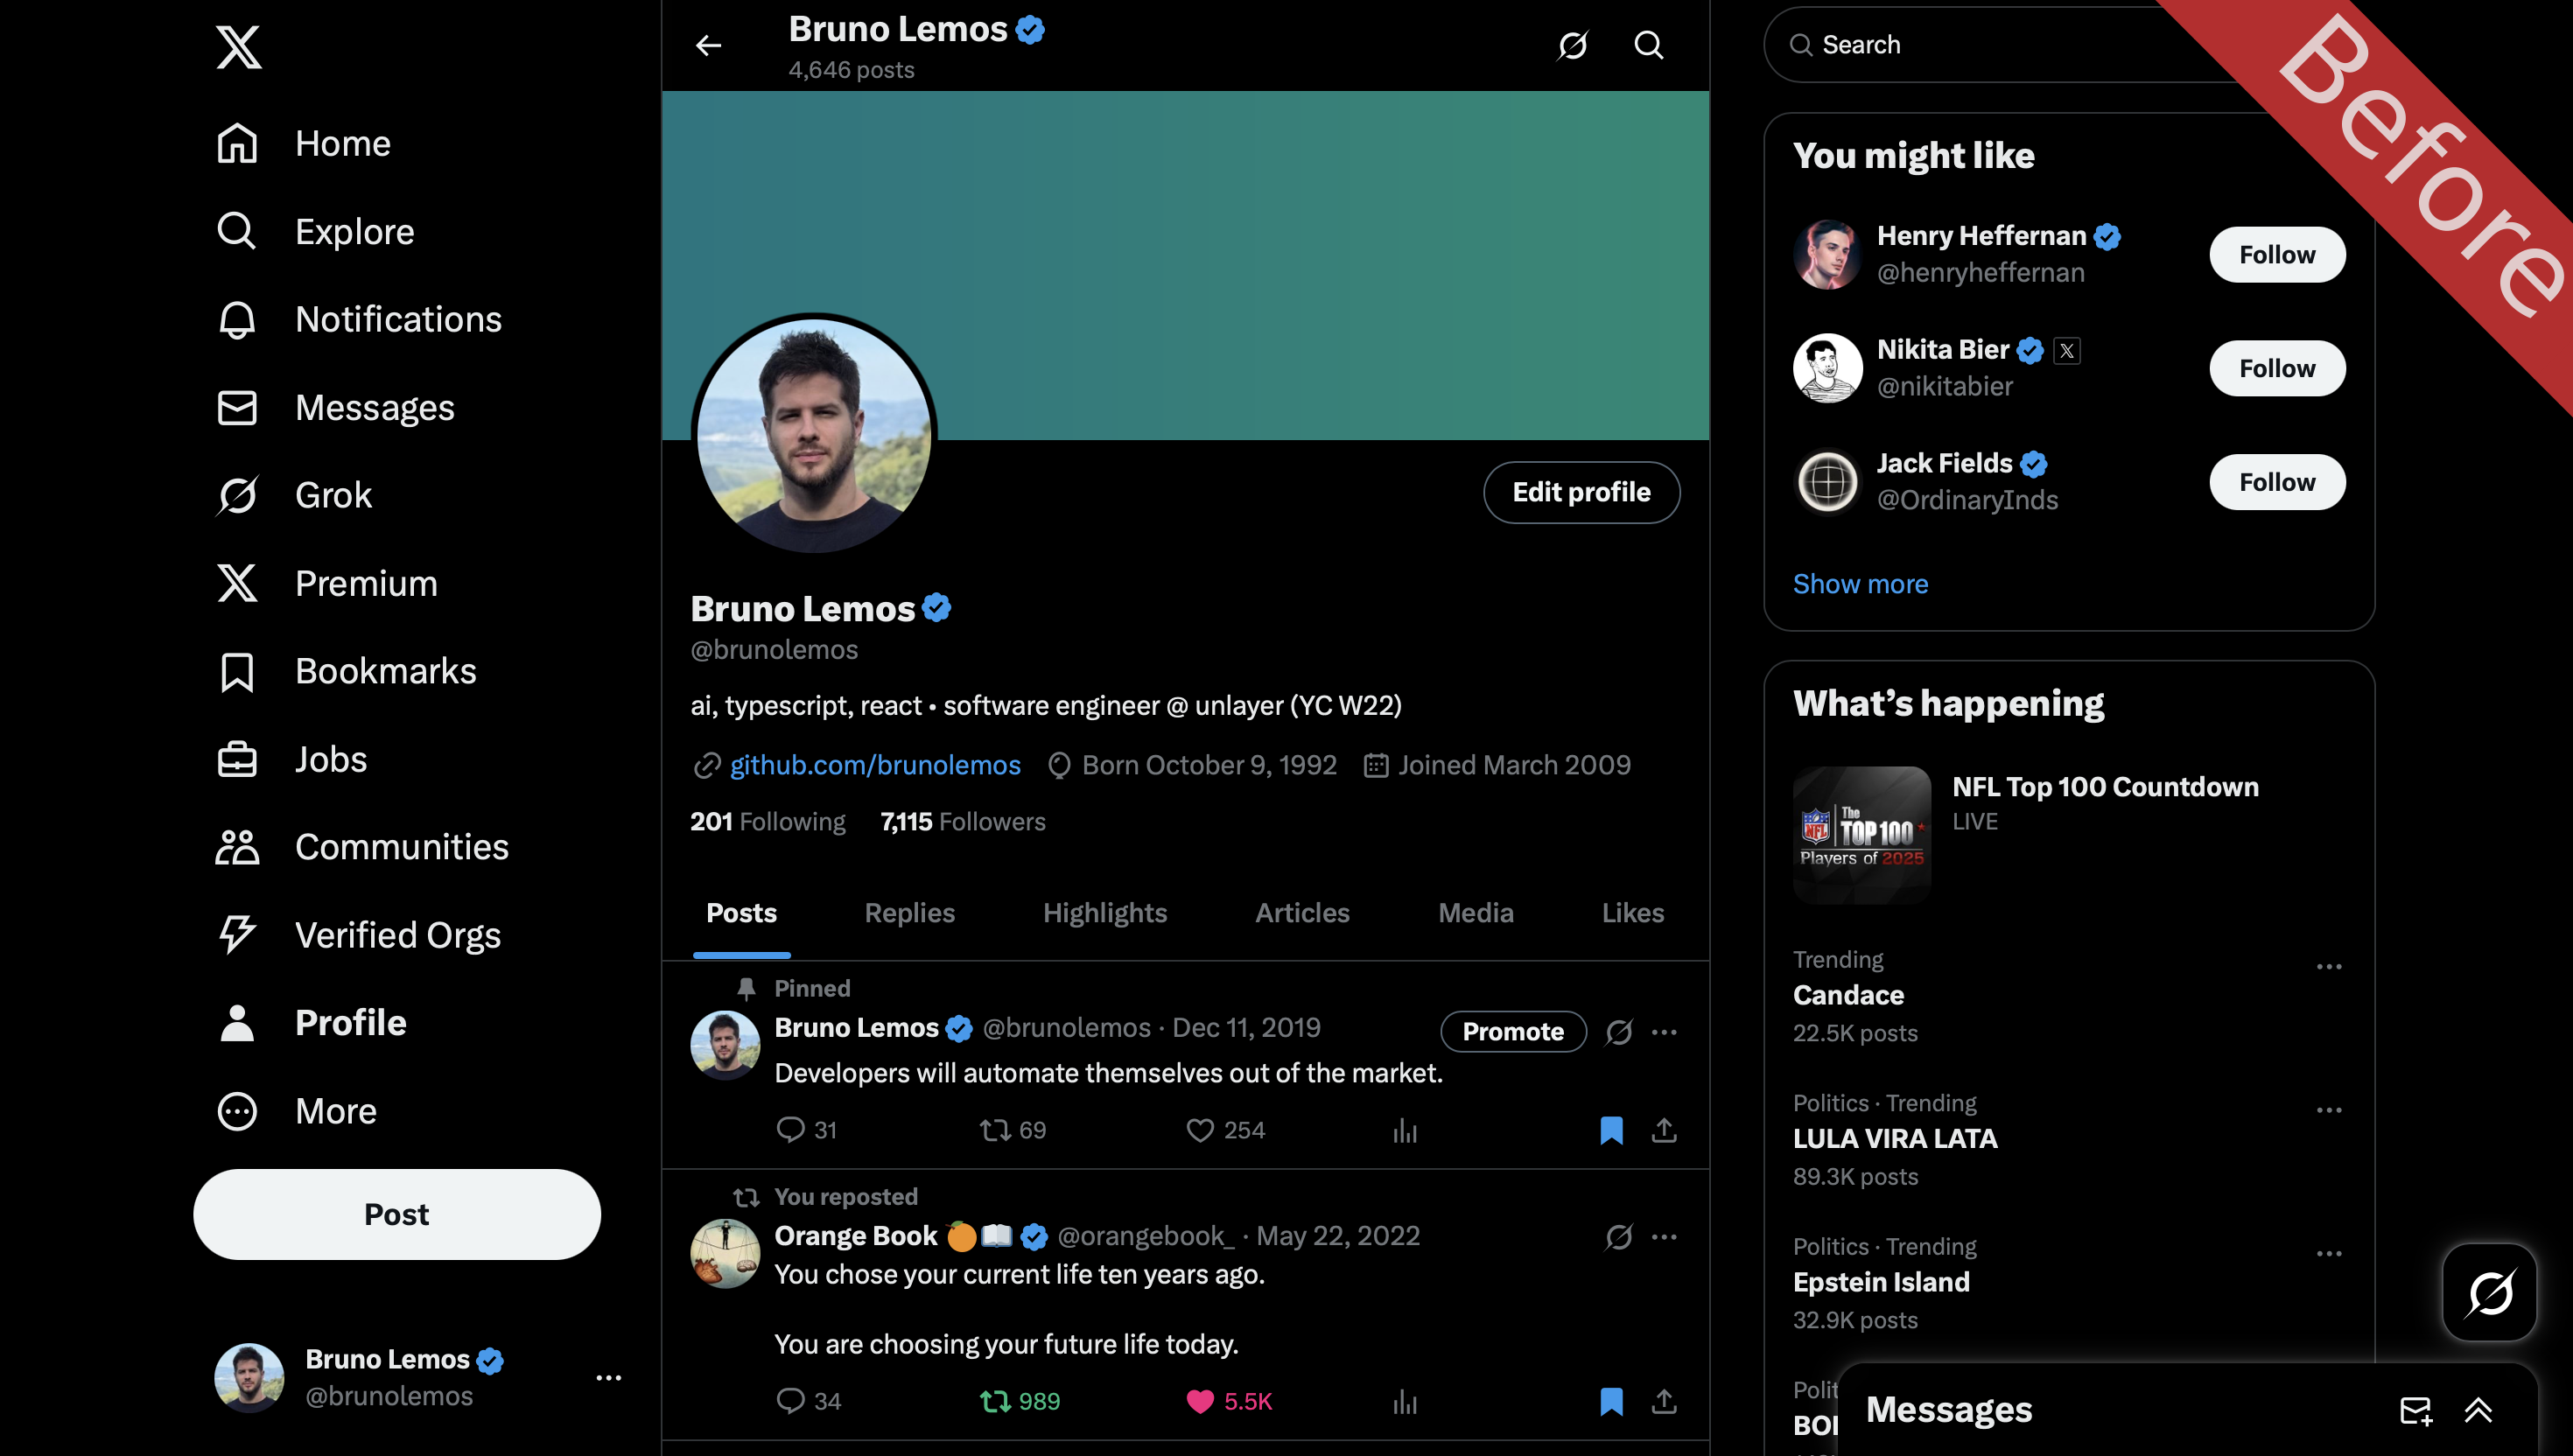 Home
Explore
Notifications
Messages
Grok
Premium
Bookmarks
Jobs
Communities
Verified Orgs
Profile
More
Post
Bruno Lemos
@brunolemos
Bruno Lemos
4,646 posts
Edit profile
Bruno Lemos
@brunolemos
ai, typescript, react • software engineer @ unlayer (YC W22)
github.com/brunolemos Born October 9, 1992 Joined March 2009
201 Following 7,115 Followers
Posts Replies Highlights Articles Media Likes
Pinned
Bruno Lemos @brunolemos · Dec 11, 2019 Promote
Developers will automate themselves out of the market.
31 69 254
You reposted
Orange Book 🍊📖 @orangebook_ · May 22, 2022
You chose your current life ten years ago.
You are choosing your future life today.
34 989 5.5K
Search
Before
You might like
Henry Heffernan
@henryheffernan
Follow
Nikita Bier
@nikitabier
Follow
Jack Fields
@OrdinaryInds
Follow
Show more
What’s happening
NFL
The
TOP 100
Players of 2025
NFL Top 100 Countdown
LIVE
Trending
Candace
22.5K posts
Politics · Trending
LULA VIRA LATA
89.3K posts
Politics · Trending
Epstein Island
32.9K posts
Messages